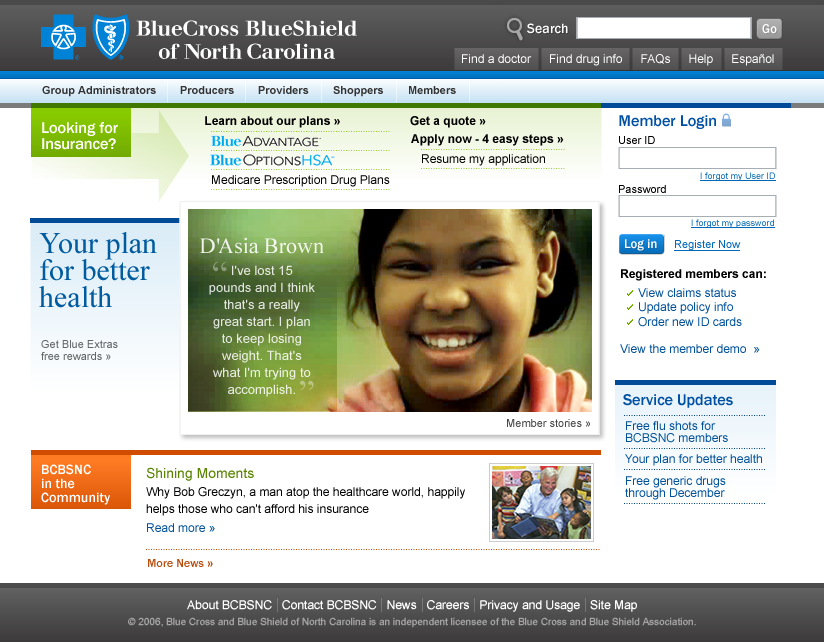 BlueCross BlueShield
of North Carolina
Search
Go
Find a doctor
Find drug info
FAQs
Help
Español
Group Administrators
Producers
Providers
Shoppers
Members
Looking for
Insurance?
Learn about our plans »
BlueADVANTAGE
BlueOPTIONSHSA℠
Medicare Prescription Drug Plans
Get a quote »
Apply now - 4 easy steps »
Resume my application
Member Login
User ID
I forgot my User ID
Password
I forgot my password
Log in
Register Now
Registered members can:
View claims status
Update policy info
Order new ID cards
View the member demo »
Your plan
for better
health
Get Blue Extras
free rewards »
D'Asia Brown
“ I've lost 15
pounds and I think
that's a really
great start. I plan
to keep losing
weight. That's
what I'm trying to
accomplish. ”
Member stories »
Service Updates
Free flu shots for
BCBSNC members
Your plan for better health
Free generic drugs
through December
BCBSNC
in the
Community
Shining Moments
Why Bob Greczyn, a man atop the healthcare world, happily
helps those who can't afford his insurance
Read more »
More News »
About BCBSNC | Contact BCBSNC | News | Careers | Privacy and Usage | Site Map
© 2006, Blue Cross and Blue Shield of North Carolina is an independent licensee of the Blue Cross and Blue Shield Association.